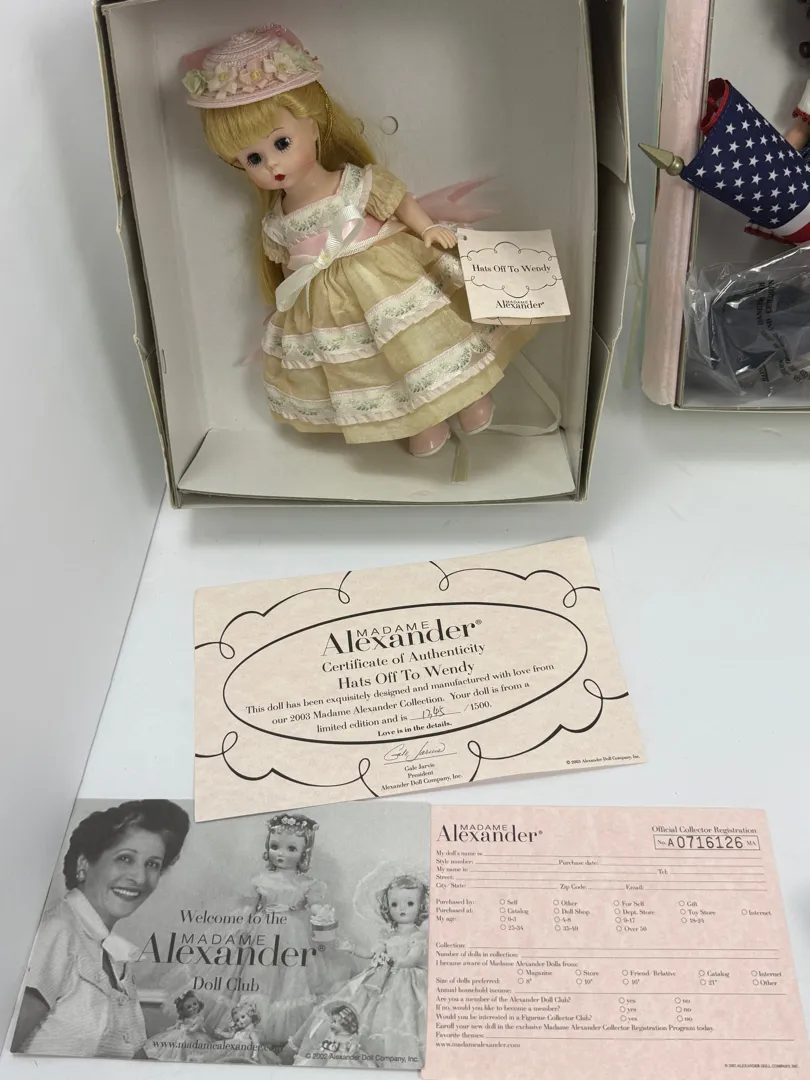 Hats Off To Wendy
MADAME
Alexander®
MADAME
Alexander®
Certificate of Authenticity
Hats Off To Wendy
This doll has been exquisitely designed and manufactured with love from
our 2003 Madame Alexander Collection. Your doll is from a
limited edition and is /1500.
Love is in the details.
Gale Jarvis
Gale Jarvis
President
Alexander Doll Company, Inc.
© 2003 Alexander Doll Company, Inc.
Welcome to the
MADAME
Alexander®
Doll Club
www.madamealexander.com
© 2002 Alexander Doll Company, Inc.
MADAME
Alexander®
Official Collector Registration
No. A0716126 MA
My doll's name is:
Style number: Purchase date:
My name is: Tel:
Street:
City/State: Zip Code: Email:
Purchased by: Self Other For Self Gift
Purchased at: Catalog Doll Shop Dept. Store Toy Store Internet
My age: 0-3 4-8 9-17 18-24
25-34 35-49 Over 50
Collection:
Number of dolls in collection:
I became aware of Madame Alexander Dolls from:
Magazine Store Friend/Relative Catalog Internet
Size of dolls preferred: 8" 10" 16" 21" Other
Annual household income:
Are you a member of the Alexander Doll Club? yes no
If no, would you like to become a member? yes no
Would you be interested in a Figurine Collector Club? yes no
Enroll your new doll in the exclusive Madame Alexander Collector Registration Program today.
Favorite themes:
www.madamealexander.com